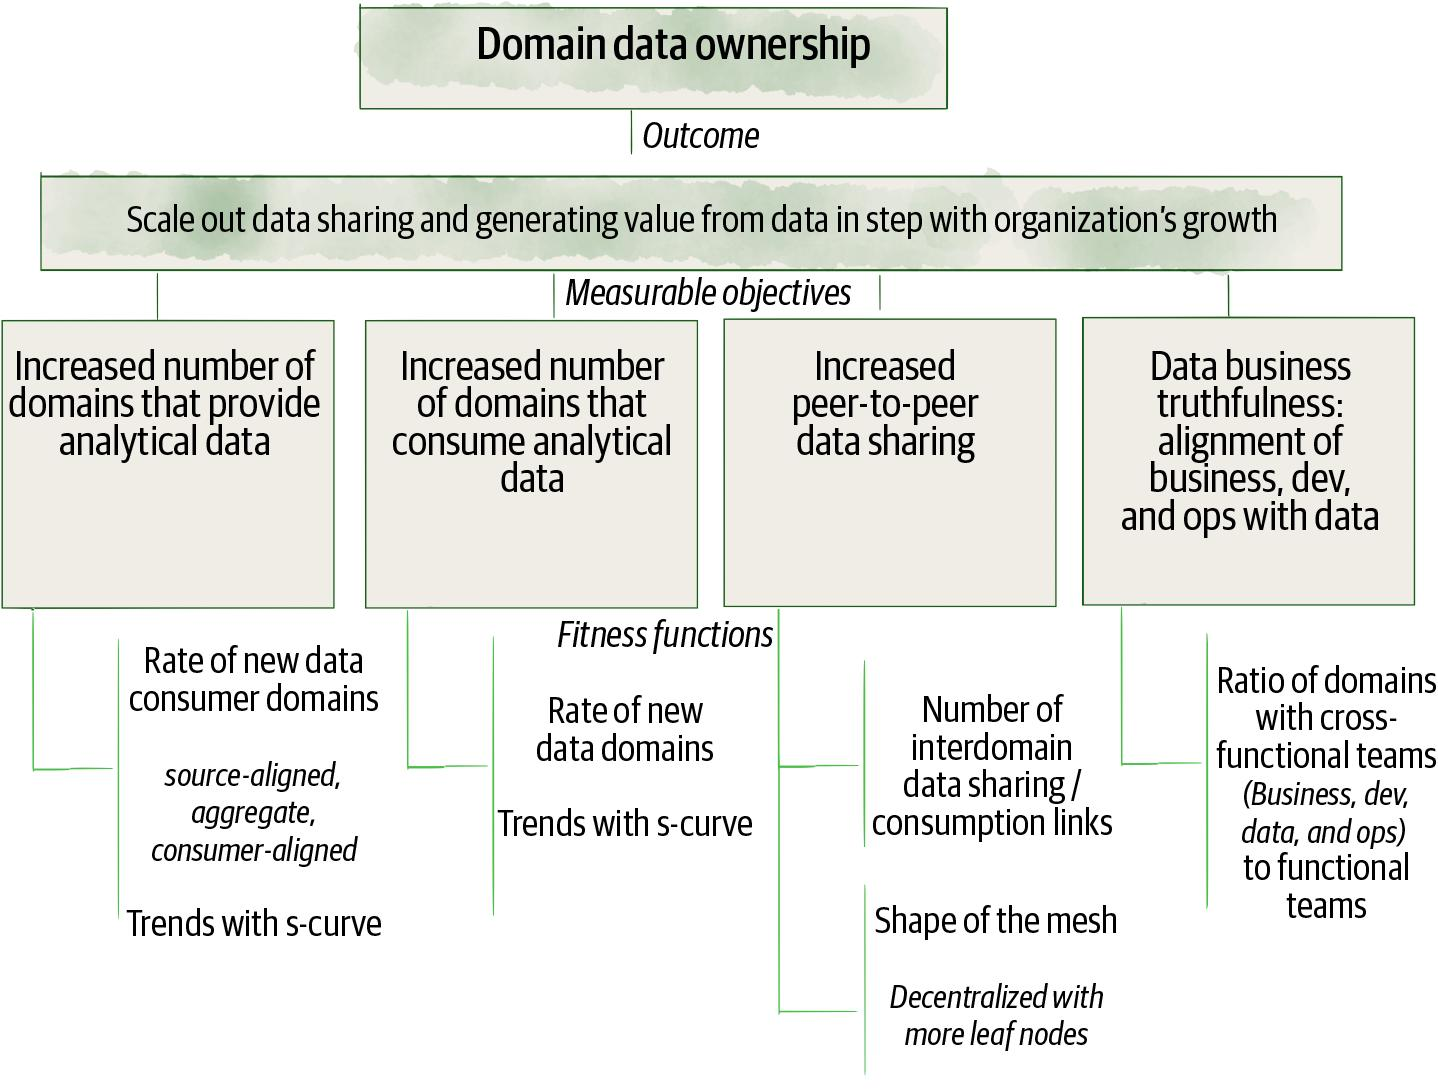 Domain data ownership
Outcome
Scale out data sharing and generating value from data in step with organization's growth
Measurable objectives
Increased number of
domains that provide
analytical data
Increased number
of domains that
consume analytical
data
Increased
peer-to-peer
data sharing
Data business
truthfulness:
alignment of
business, dev,
and ops with data
Fitness functions
Rate of new data
consumer domains
source-aligned,
aggregate,
consumer-aligned
Trends with s-curve
Rate of new
data domains
Trends with s-curve
Number of
interdomain
data sharing /
consumption links
Shape of the mesh
Decentralized with
more leaf nodes
Ratio of domains
with cross-
functional teams
(Business, dev,
data, and ops)
to functional
teams